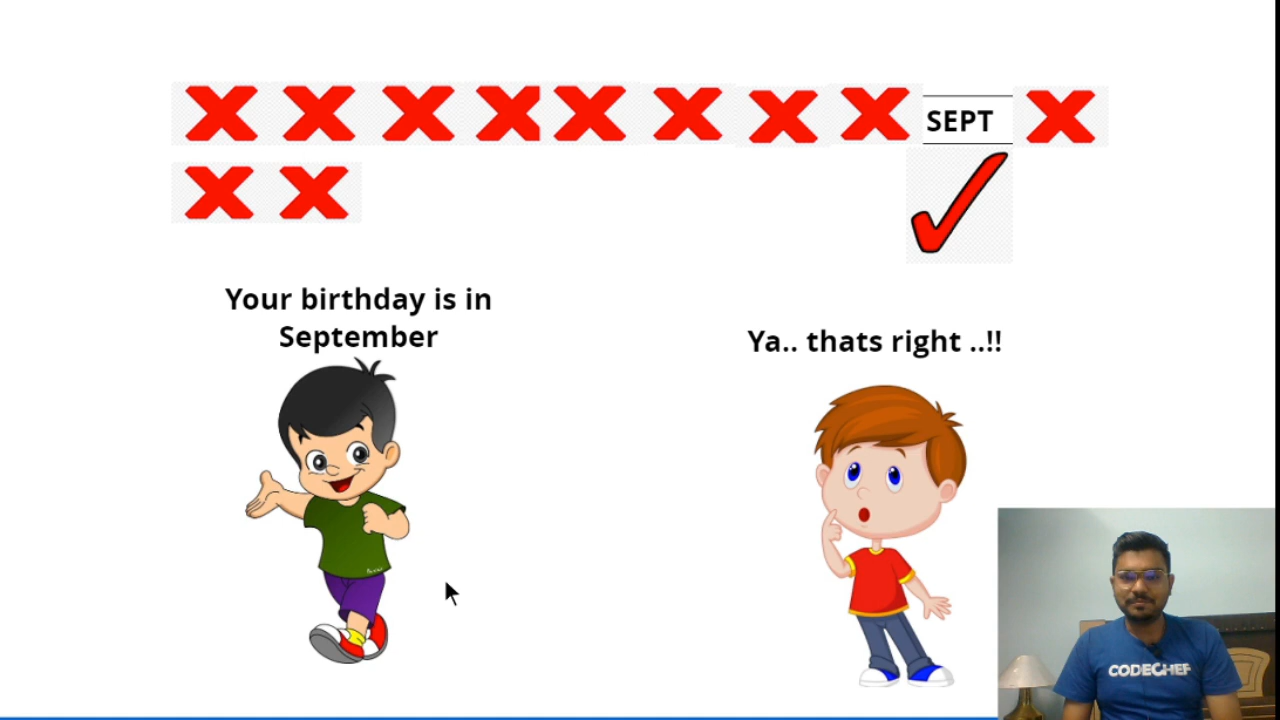 SEPT
Your birthday is in
September
Ya.. thats right ..!!
CODECHEF